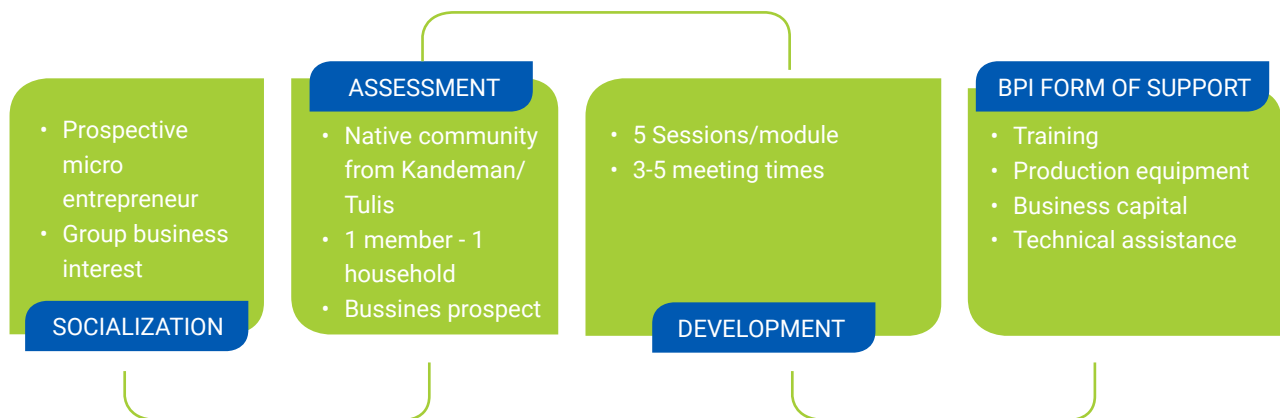 • Prospective
micro
entrepreneur
• Group business
interest
SOCIALIZATION
ASSESSMENT
• Native community
from Kandeman/
Tulis
• 1 member - 1
household
• Bussines prospect
• 5 Sessions/module
• 3-5 meeting times
DEVELOPMENT
BPI FORM OF SUPPORT
• Training
• Production equipment
• Business capital
• Technical assistance